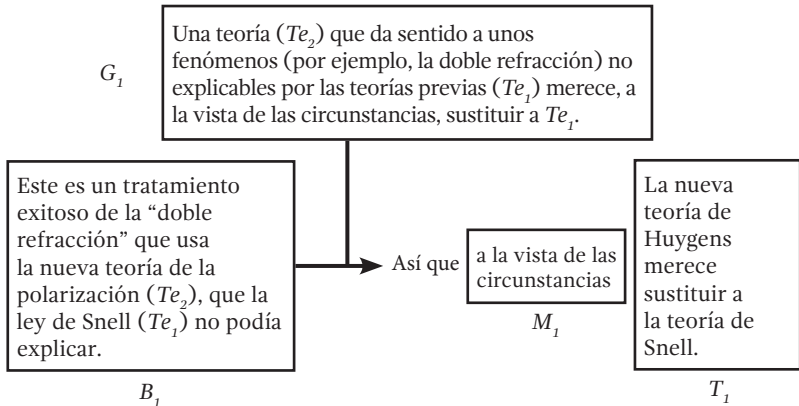 Una teoría (Te2) que da sentido a unos
fenómenos (por ejemplo, la doble refracción) no
explicables por las teorías previas (Te1) merece, a
la vista de las circunstancias, sustituir a Te1.
G1
Este es un tratamiento
exitoso de la “doble
refracción” que usa
la nueva teoría de la
polarización (Te2), que la
ley de Snell (Te1) no podía
explicar.
B1
Así que
a la vista de las
circunstancias
M1
La nueva
teoría de
Huygens
merece
sustituir a
la teoría de
Snell.
T1